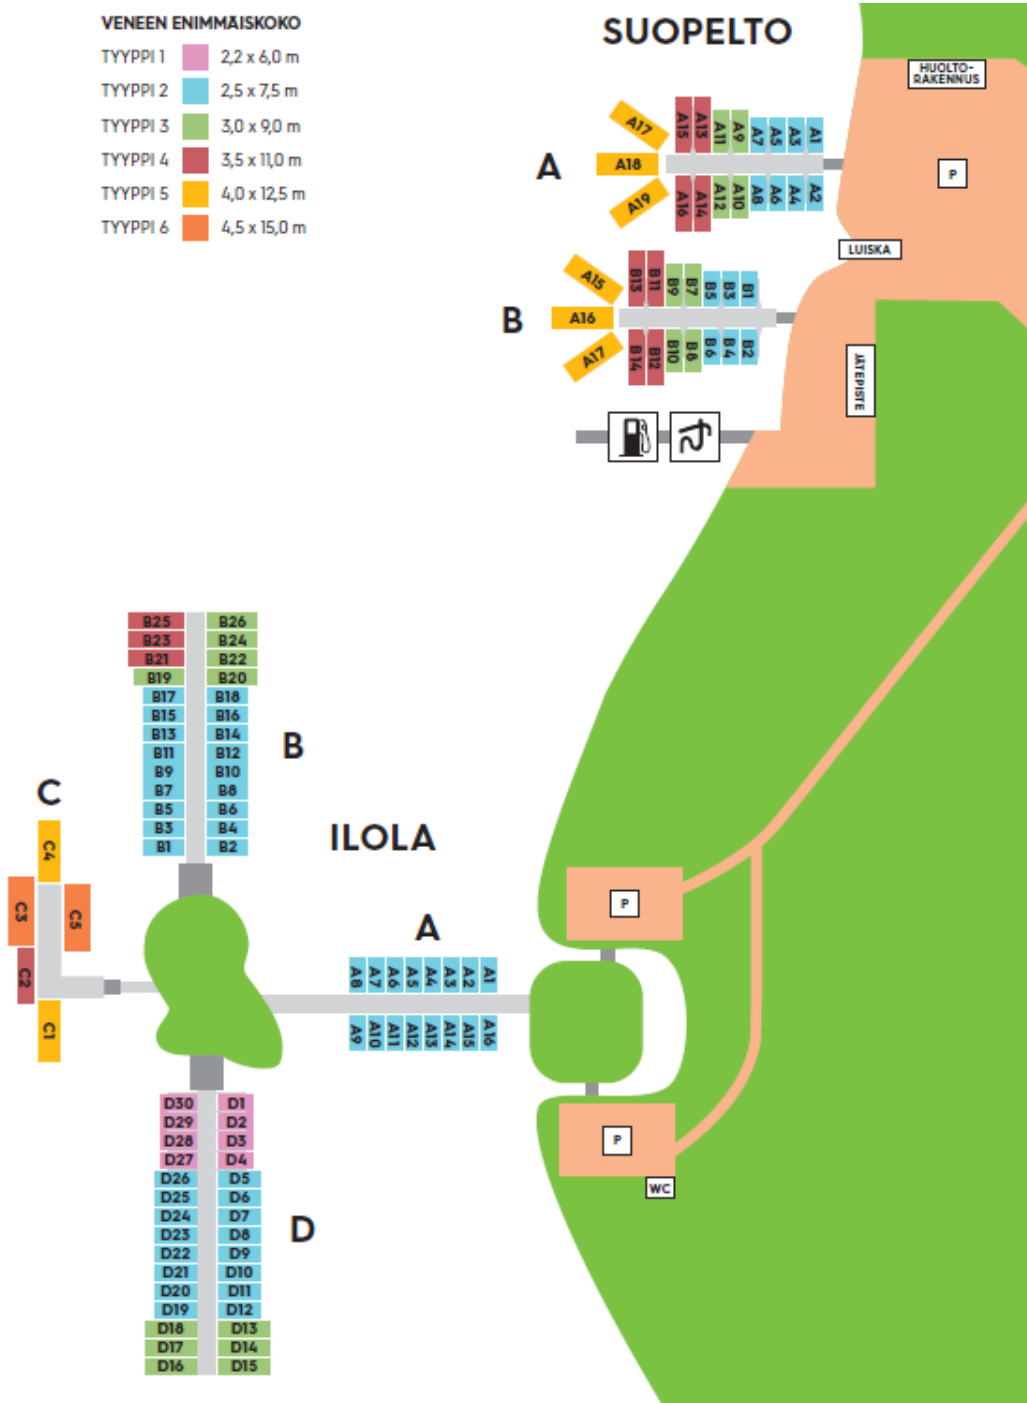 VENEEN ENIMMÄISKOKO
TYYPPI 1 2,2 x 6,0 m
TYYPPI 2 2,5 x 7,5 m
TYYPPI 3 3,0 x 9,0 m
TYYPPI 4 3,5 x 11,0 m
TYYPPI 5 4,0 x 12,5 m
TYYPPI 6 4,5 x 15,0 m
SUOPELTO
HUOLTO-
RAKENNUS
P
LUISKA
JÄTEPISTE
A
A17
A18
A19
A15 A13 A11 A9 A7 A5 A3 A1
A16 A14 A12 A10 A8 A6 A4 A2
B
A15
A16
A17
B13 B11 B9 B7 B5 B3 B1
B14 B12 B10 B8 B6 B4 B2
B25 B26
B23 B24
B21 B22
B19 B20
B17 B18
B15 B16
B13 B14
B11 B12
B9 B10
B7 B8
B5 B6
B3 B4
B1 B2
B
C
C4
C3 C5
C2
C1
ILOLA
A
A8 A7 A6 A5 A4 A3 A2 A1
A9 A10 A11 A12 A13 A14 A15 A16
P
P
WC
D30 D1
D29 D2
D28 D3
D27 D4
D26 D5
D25 D6
D24 D7
D23 D8
D22 D9
D21 D10
D20 D11
D19 D12
D18 D13
D17 D14
D16 D15
D